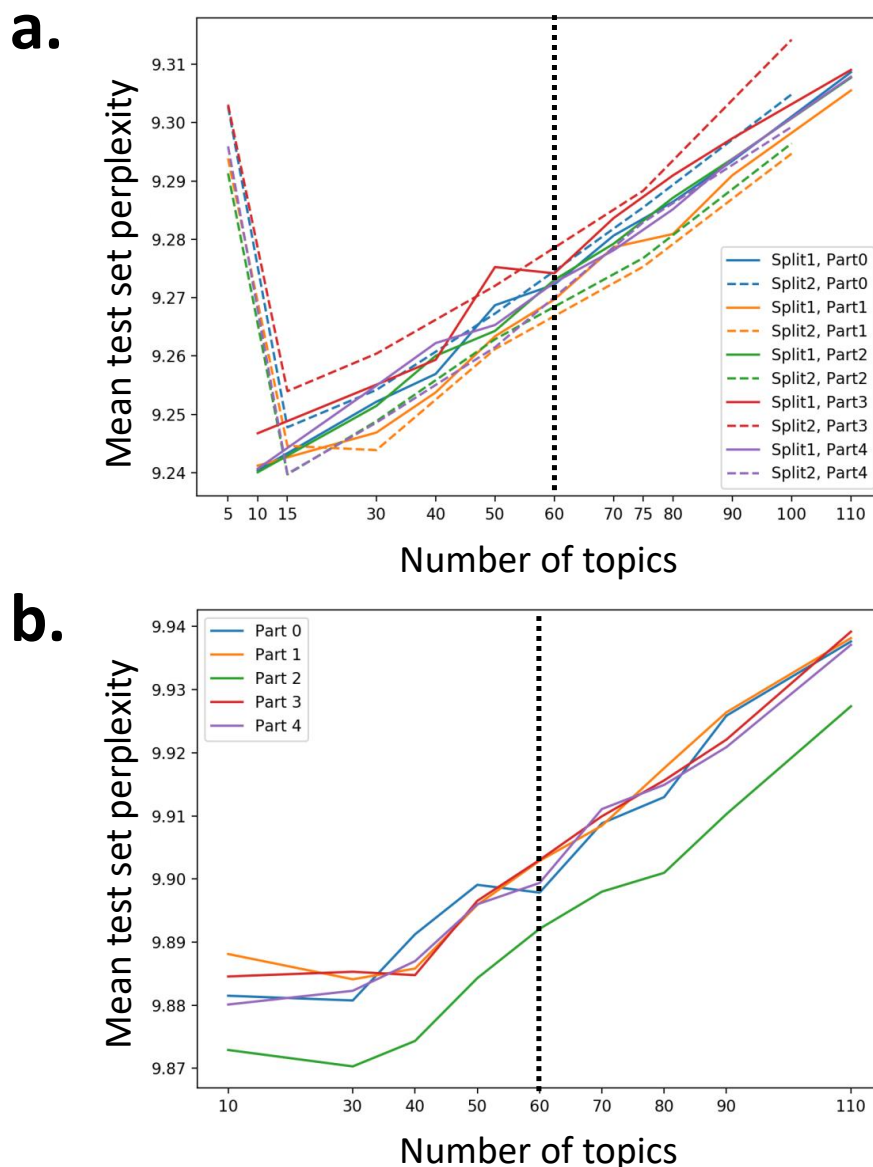 a.
Mean test set perplexity
9.31
9.30
9.29
9.28
9.27
9.26
9.25
9.24
5 10 15 30 40 50 60 70 75 80 90 100 110
Number of topics
Split1, Part0
Split2, Part0
Split1, Part1
Split2, Part1
Split1, Part2
Split2, Part2
Split1, Part3
Split2, Part3
Split1, Part4
Split2, Part4
b.
Mean test set perplexity
9.94
9.93
9.92
9.91
9.90
9.89
9.88
9.87
Part 0
Part 1
Part 2
Part 3
Part 4
10 30 40 50 60 70 80 90 110
Number of topics